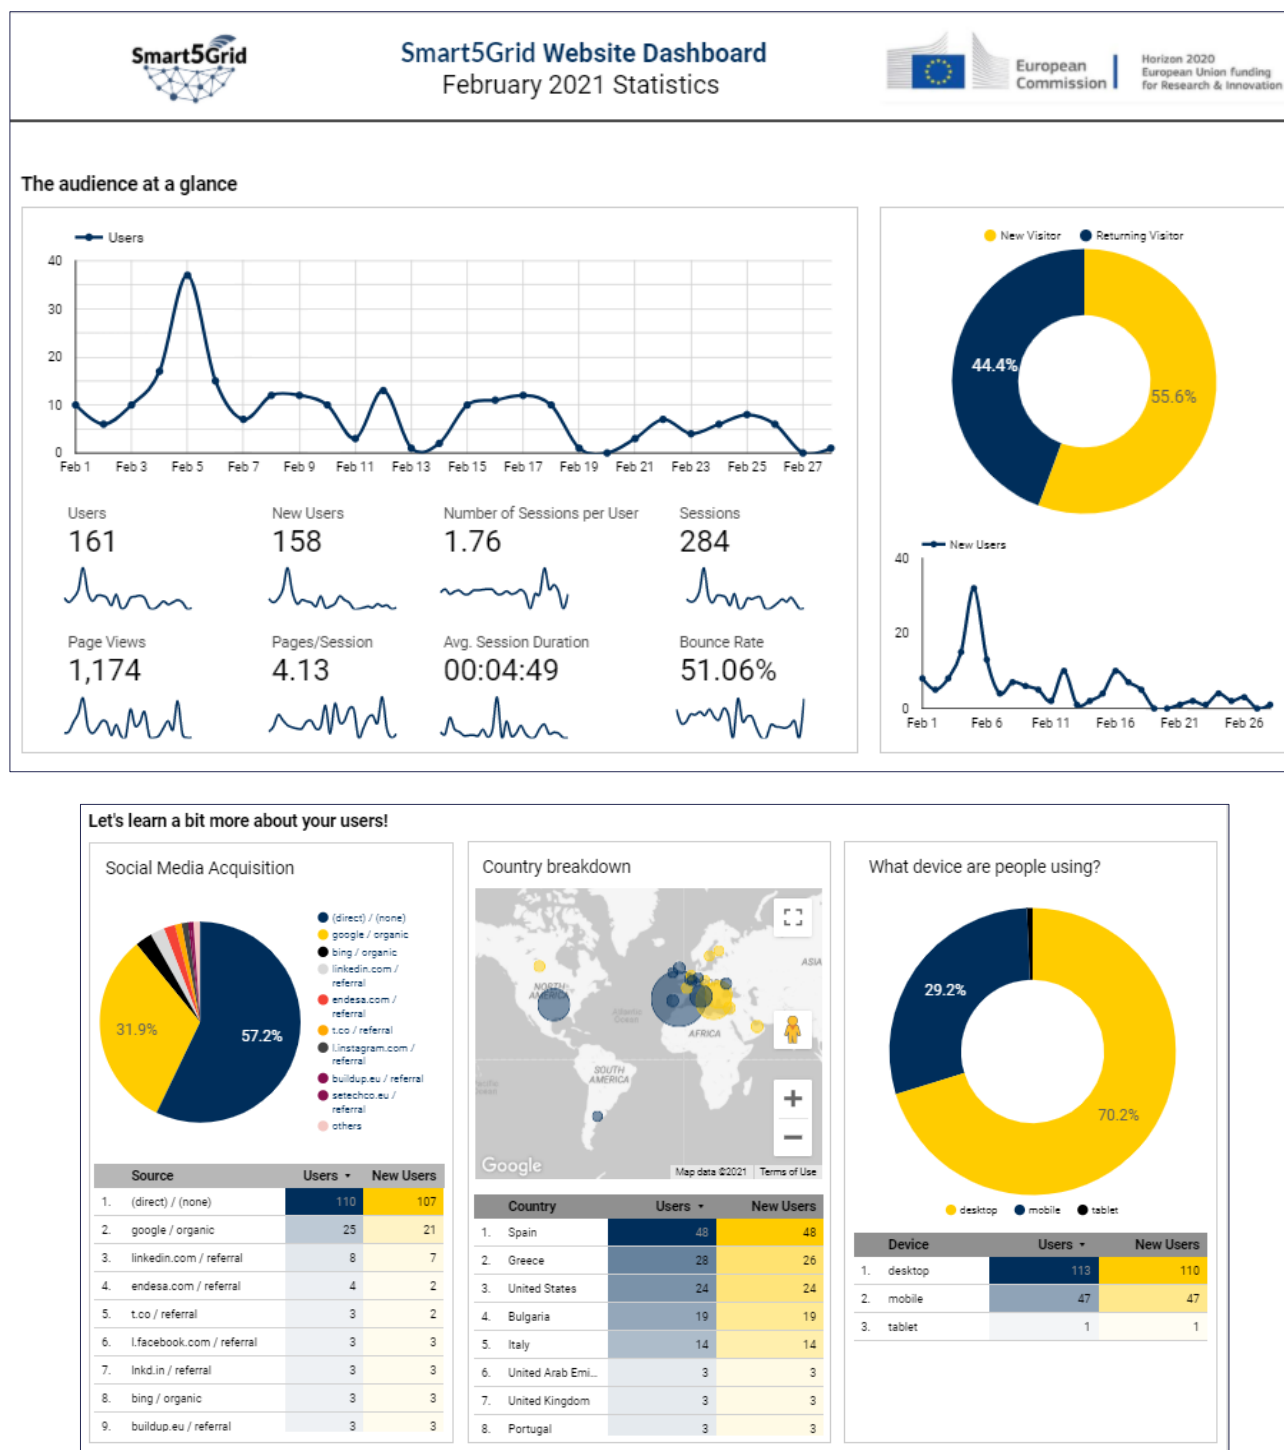 Smart5Grid
Smart5Grid Website Dashboard
February 2021 Statistics
European
Commission
Horizon 2020
European Union funding
for Research & Innovation
The audience at a glance
Users
40
30
20
10
0
Feb 1 Feb 3 Feb 5 Feb 7 Feb 9 Feb 11 Feb 13 Feb 15 Feb 17 Feb 19 Feb 21 Feb 23 Feb 25 Feb 27
Users New Users Number of Sessions per User Sessions
161 158 1.76 284
Page Views Pages/Session Avg. Session Duration Bounce Rate
1,174 4.13 00:04:49 51.06%
New Visitor Returning Visitor
44.4%
55.6%
New Users
40
20
0
Feb 1 Feb 6 Feb 11 Feb 16 Feb 21 Feb 26
Let's learn a bit more about your users!
Social Media Acquisition
(direct) / (none)
google / organic
bing / organic
linkedin.com /
referral
endesa.com /
referral
t.co / referral
l.instagram.com /
referral
buildup.eu / referral
setechco.eu /
referral
others
31.9%
57.2%
Source Users New Users
1. (direct) / (none) 110 107
2. google / organic 25 21
3. linkedin.com / referral 8 7
4. endesa.com / referral 4 2
5. t.co / referral 3 2
6. l.facebook.com / referral 3 3
7. lnkd.in / referral 3 3
8. bing / organic 3 3
9. buildup.eu / referral 3 3
Country breakdown
NORTH
AMERICA
ASIA
Atlantic
Ocean
AFRICA
SOUTH
AMERICA
Pacific
Ocean
Google
Map data ©2021 Terms of Use
Country Users New Users
1. Spain 48 48
2. Greece 28 26
3. United States 24 24
4. Bulgaria 19 19
5. Italy 14 14
6. United Arab Emi... 3 3
7. United Kingdom 3 3
8. Portugal 3 3
What device are people using?
29.2%
70.2%
desktop mobile tablet
Device Users New Users
1. desktop 113 110
2. mobile 47 47
3. tablet 1 1